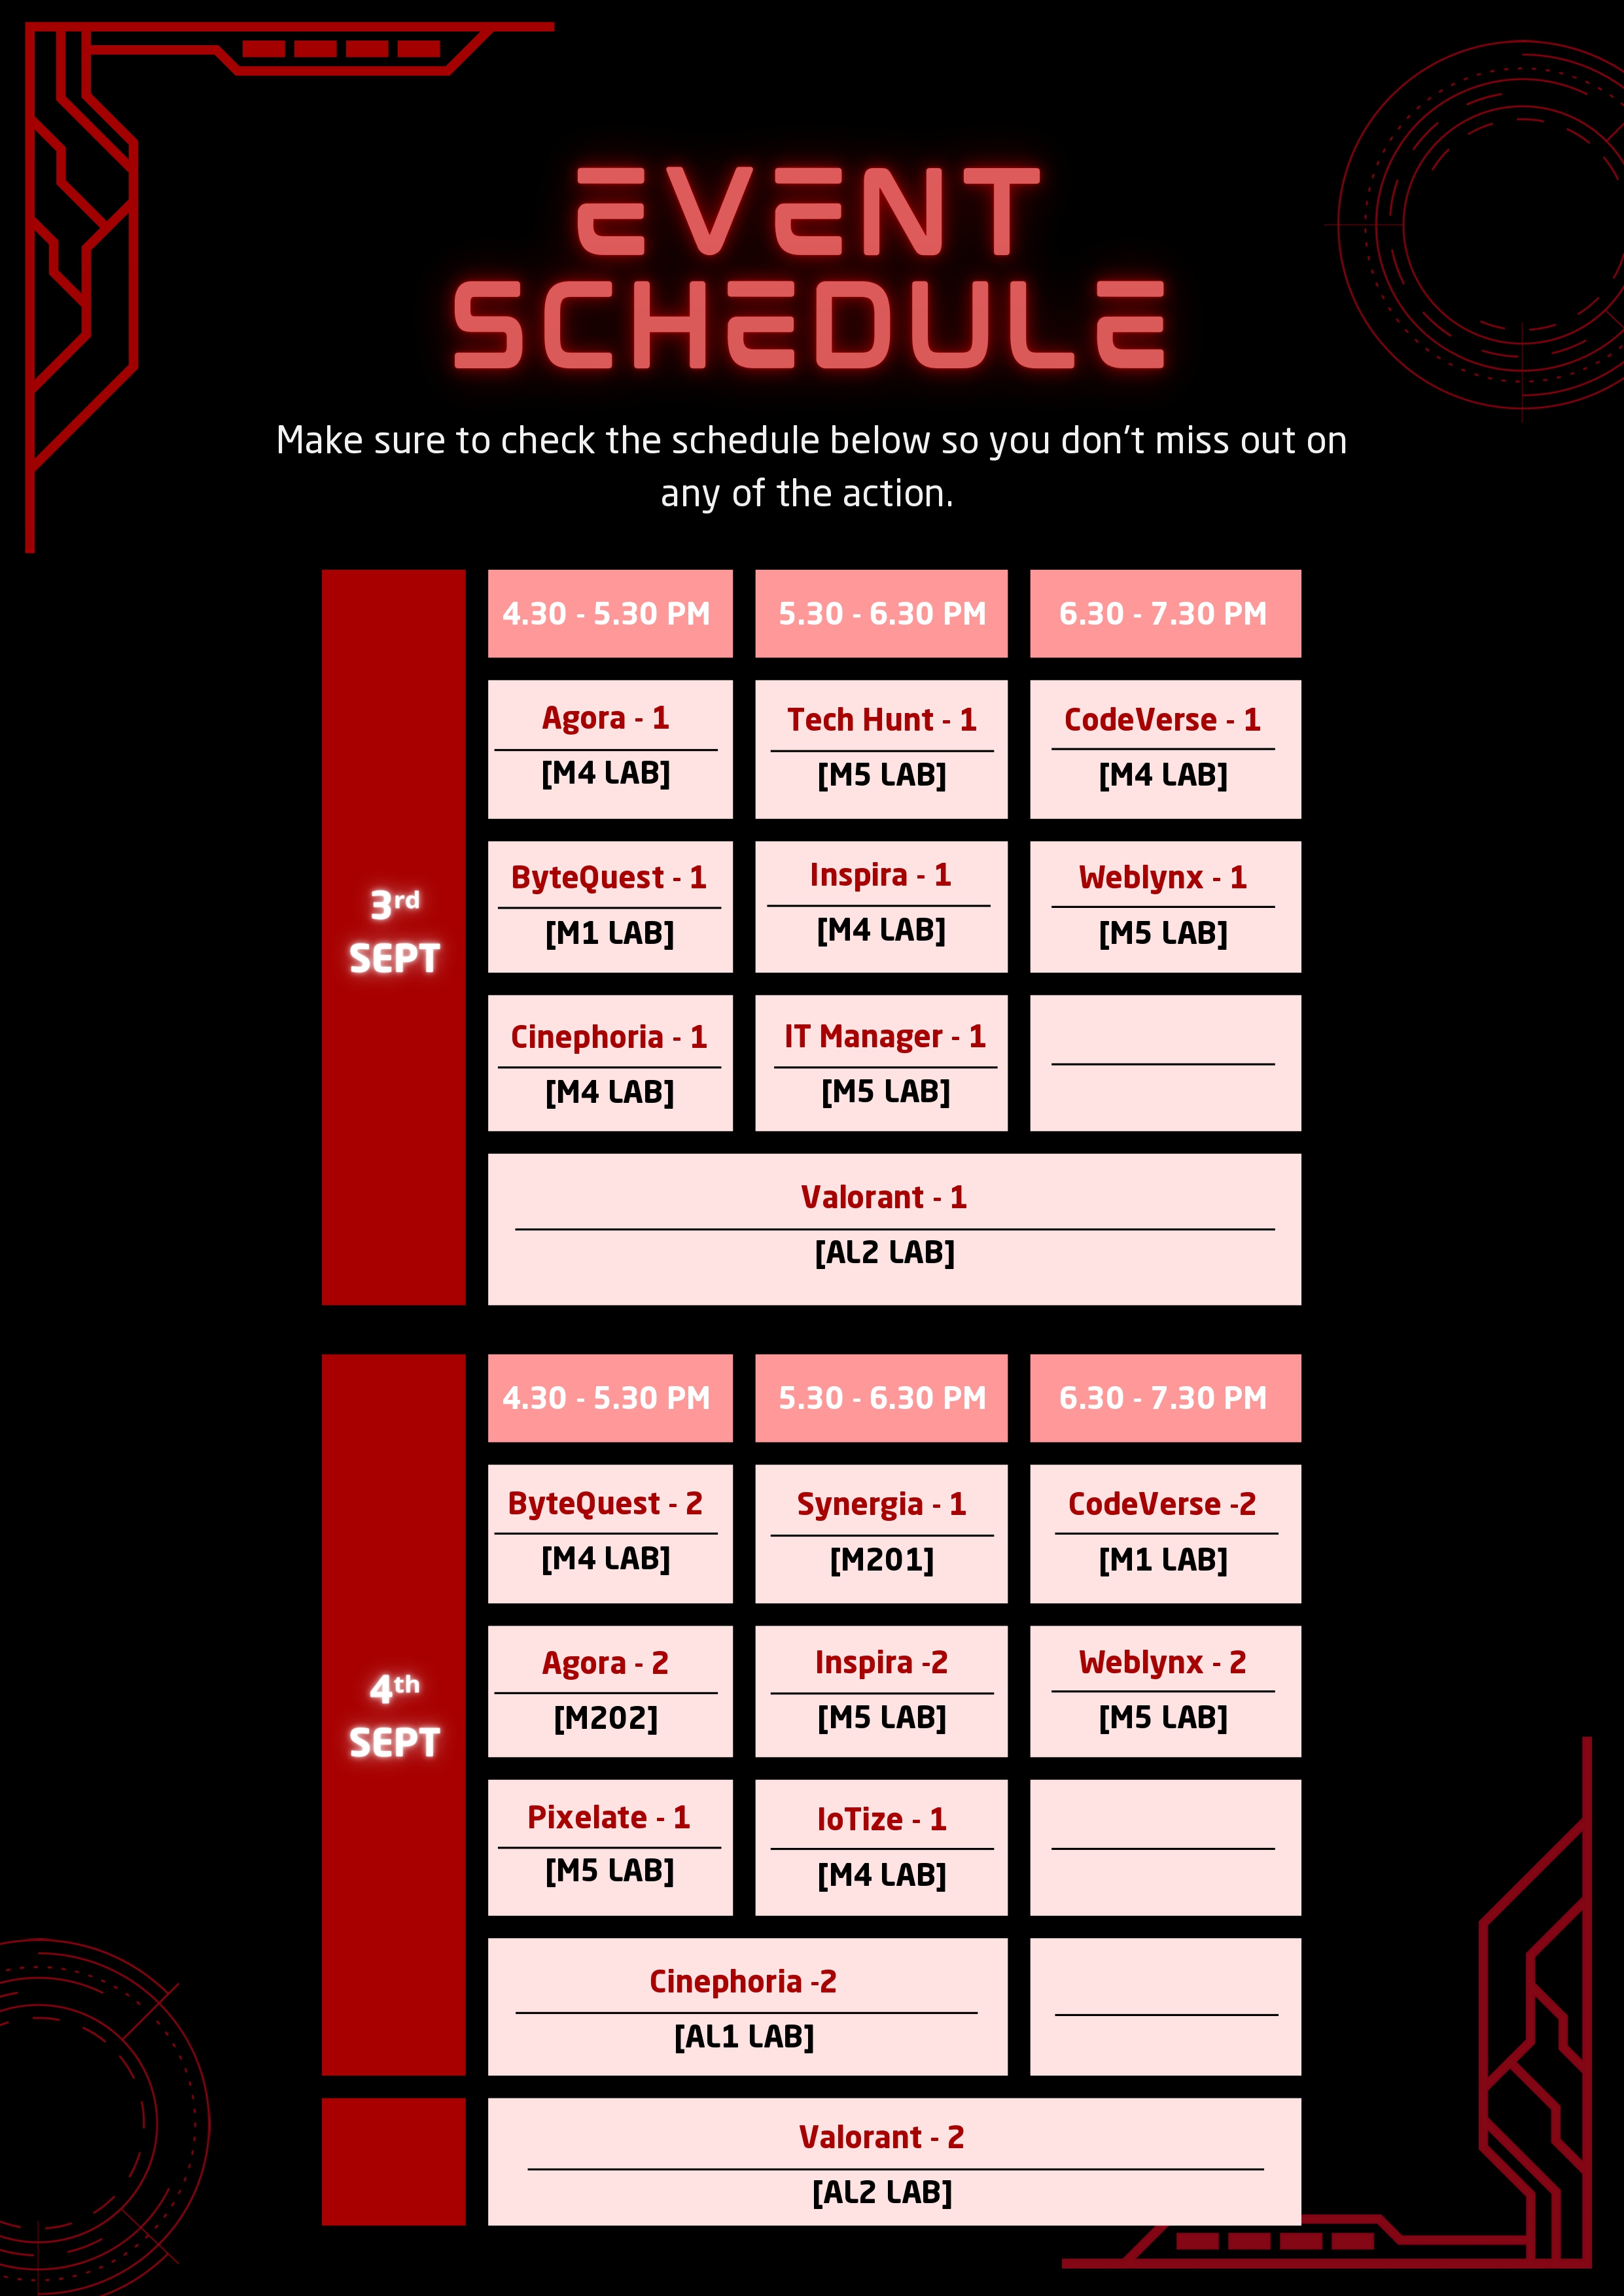 EVENT
SCHEDULE
Make sure to check the schedule below so you don't miss out on
any of the action.
3rd
SEPT
4.30 - 5.30 PM
5.30 - 6.30 PM
6.30 - 7.30 PM
Agora - 1
[M4 LAB]
Tech Hunt - 1
[M5 LAB]
CodeVerse - 1
[M4 LAB]
ByteQuest - 1
[M1 LAB]
Inspira - 1
[M4 LAB]
Weblynx - 1
[M5 LAB]
Cinephoria - 1
[M4 LAB]
IT Manager - 1
[M5 LAB]
Valorant - 1
[AL2 LAB]
4th
SEPT
4.30 - 5.30 PM
5.30 - 6.30 PM
6.30 - 7.30 PM
ByteQuest - 2
[M4 LAB]
Synergia - 1
[M201]
CodeVerse -2
[M1 LAB]
Agora - 2
[M202]
Inspira -2
[M5 LAB]
Weblynx - 2
[M5 LAB]
Pixelate - 1
[M5 LAB]
IoTize - 1
[M4 LAB]
Cinephoria -2
[AL1 LAB]
Valorant - 2
[AL2 LAB]